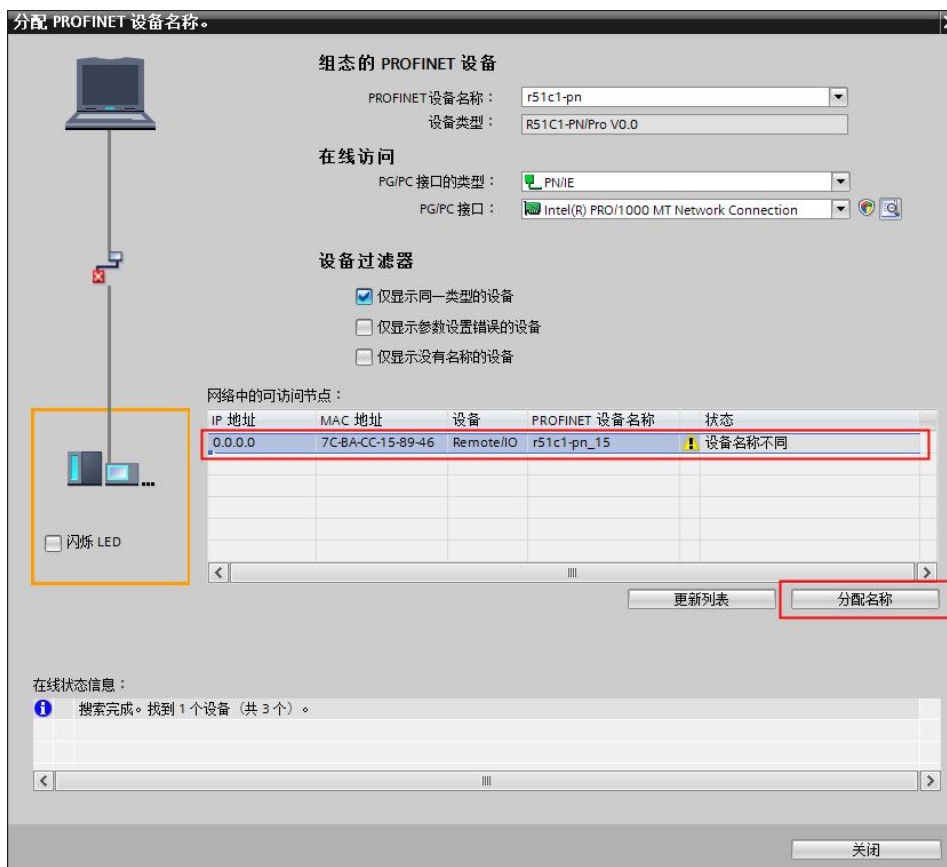 分配 PROFINET 设备名称。
组态的 PROFINET 设备
PROFINET设备名称： r51c1-pn
设备类型： R51C1-PN/Pro V0.0
在线访问
PG/PC 接口的类型： PN/IE
PG/PC 接口： Intel(R) PRO/1000 MT Network Connection
设备过滤器
仅显示同一类型的设备
仅显示参数设置错误的设备
仅显示没有名称的设备
网络中的可访问节点：
IP 地址 MAC 地址 设备 PROFINET 设备名称 状态
0.0.0.0 7C-BA-CC-15-89-46 Remote/IO r51c1-pn_15 设备名称不同
闪烁 LED
更新列表 分配名称
在线状态信息：
搜索完成。找到 1 个设备（共 3 个）。
关闭